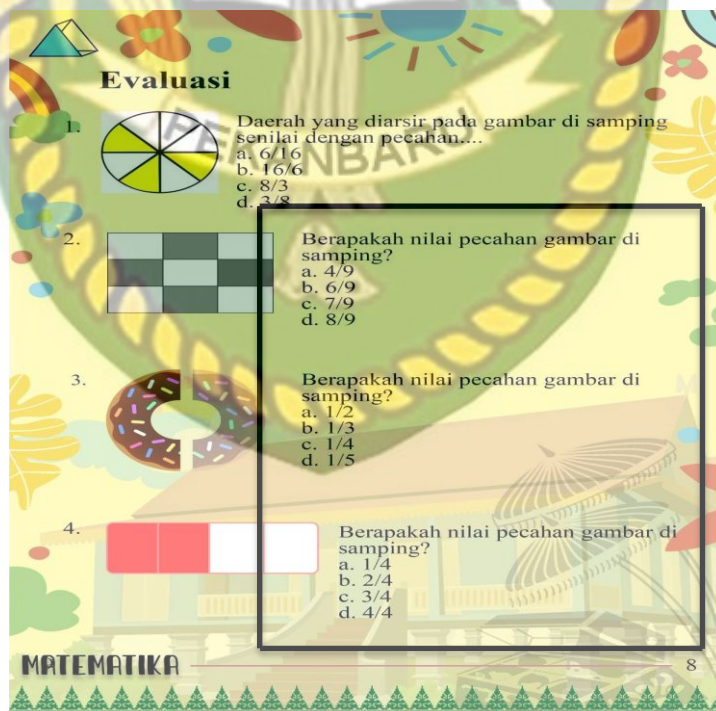 Evaluasi
1. Daerah yang diarsir pada gambar di samping
senilai dengan pecahan....
a. 6/16
b. 16/6
c. 8/3
d. 3/8
2. Berapakah nilai pecahan gambar di
samping?
a. 4/9
b. 6/9
c. 7/9
d. 8/9
3. Berapakah nilai pecahan gambar di
samping?
a. 1/2
b. 1/3
c. 1/4
d. 1/5
4. Berapakah nilai pecahan gambar di
samping?
a. 1/4
b. 2/4
c. 3/4
d. 4/4
MATEMATIKA 8